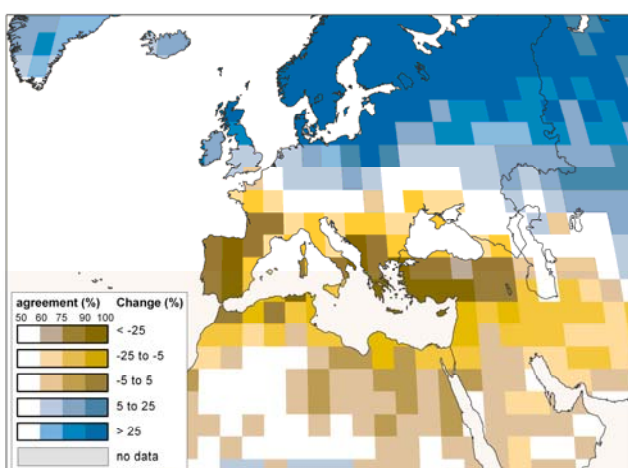 agreement (%) Change (%)
50 60 75 90 100
< -25
-25 to -5
-5 to 5
5 to 25
> 25
no data